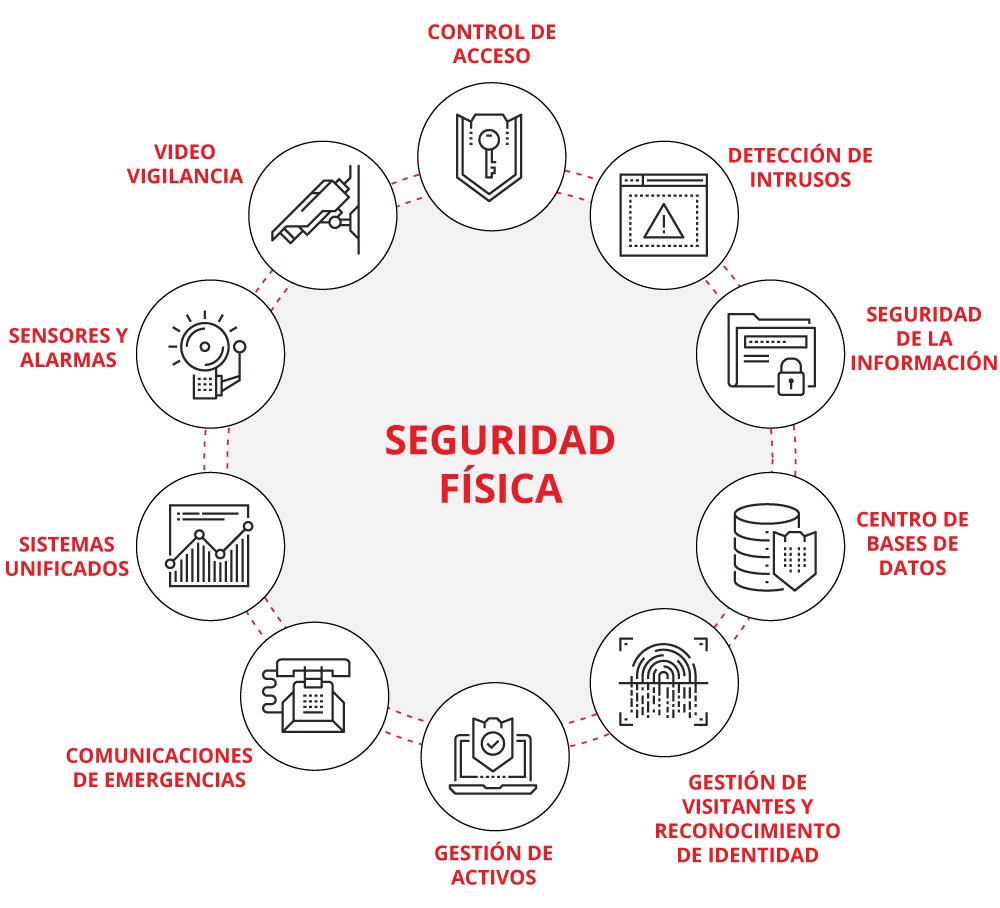 CONTROL DE
ACCESO
VIDEO
VIGILANCIA
DETECCIÓN DE
INTRUSOS
SENSORES Y
ALARMAS
SEGURIDAD
DE LA
INFORMACIÓN
SEGURIDAD
FÍSICA
SISTEMAS
UNIFICADOS
CENTRO DE
BASES DE
DATOS
COMUNICACIONES
DE EMERGENCIAS
GESTIÓN DE
VISITANTES Y
RECONOCIMIENTO
DE IDENTIDAD
GESTIÓN DE
ACTIVOS